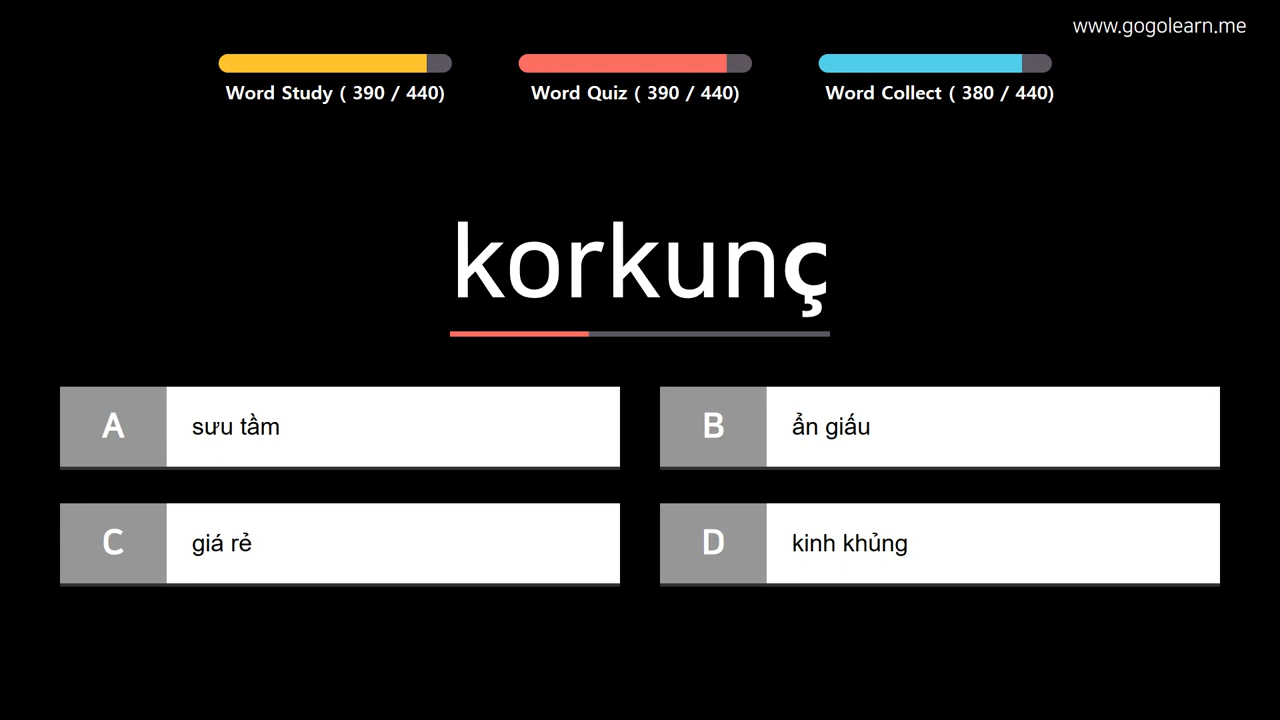 www.gogolearn.me
Word Study ( 390 / 440)
Word Quiz ( 390 / 440)
Word Collect ( 380 / 440)
korkunç
A sưu tầm
B ẩn giấu
C giá rẻ
D kinh khủng